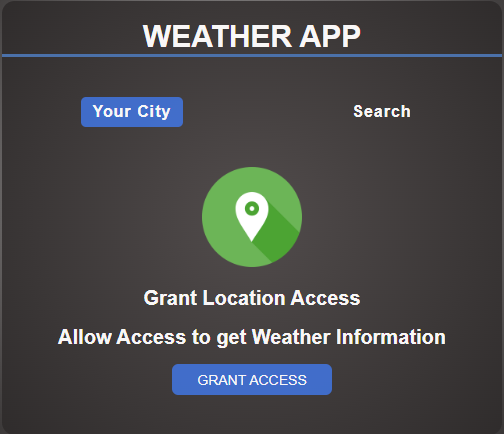 WEATHER APP
Your City Search
Grant Location Access
Allow Access to get Weather Information
GRANT ACCESS